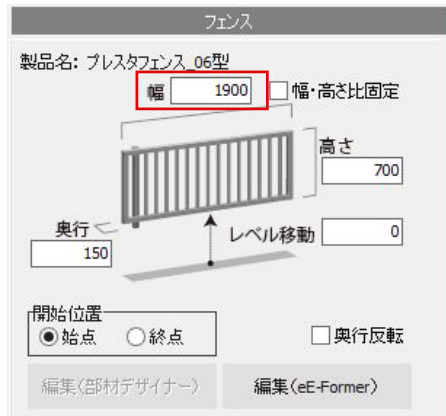 フェンス
製品名: プレスタフェンス_06型
幅 1900 幅・高さ比固定
高さ
700
奥行
150
レベル移動 0
開始位置
始点 終点
奥行反転
編集(部材デザイナー) 編集(eE-Former)